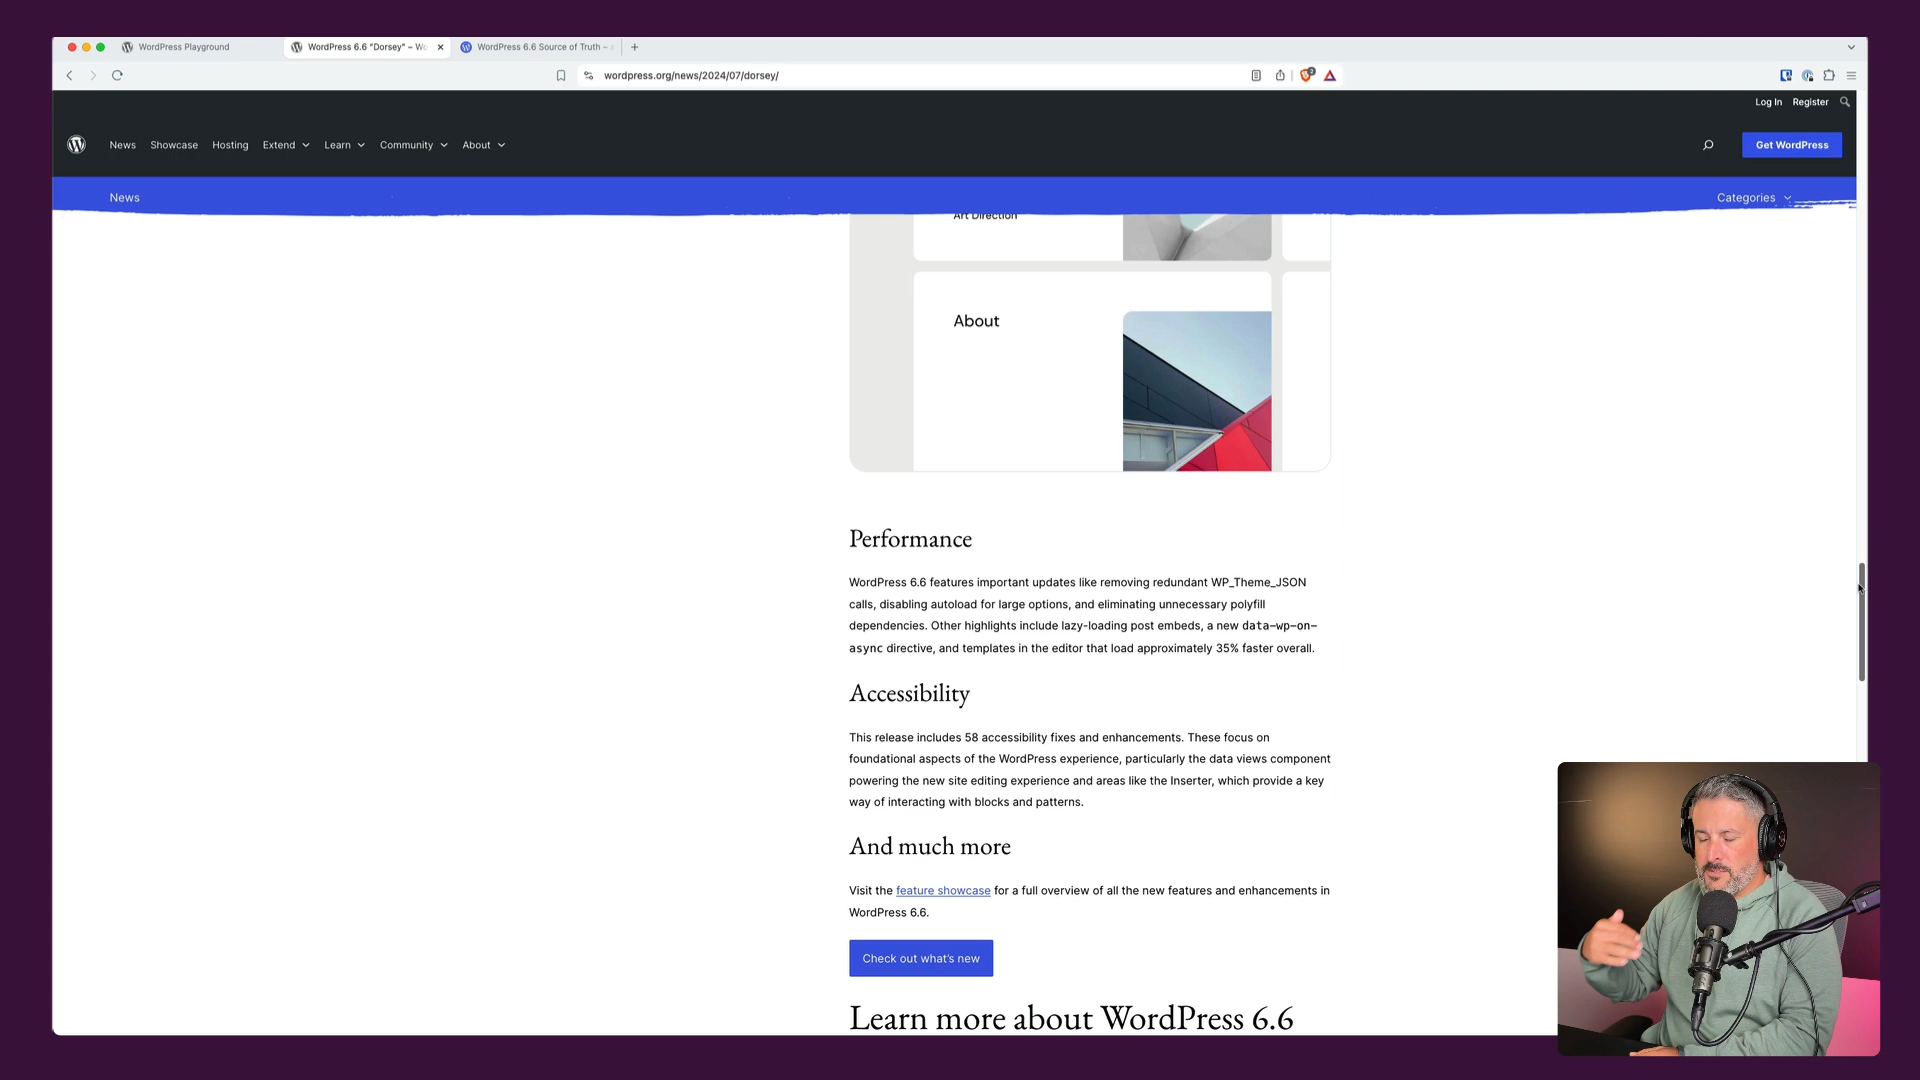 WordPress Playground
WordPress 6.6 "Dorsey" – Wo
WordPress 6.6 Source of Truth –
wordpress.org/news/2024/07/dorsey/
Log In Register
News Showcase Hosting Extend Learn Community About
Get WordPress
News
Categories
Art Direction
About
Performance
WordPress 6.6 features important updates like removing redundant WP_Theme_JSON
calls, disabling autoload for large options, and eliminating unnecessary polyfill
dependencies. Other highlights include lazy-loading post embeds, a new data-wp-on-
async directive, and templates in the editor that load approximately 35% faster overall.
Accessibility
This release includes 58 accessibility fixes and enhancements. These focus on
foundational aspects of the WordPress experience, particularly the data views component
powering the new site editing experience and areas like the Inserter, which provide a key
way of interacting with blocks and patterns.
And much more
Visit the feature showcase for a full overview of all the new features and enhancements in
WordPress 6.6.
Check out what's new
Learn more about WordPress 6.6